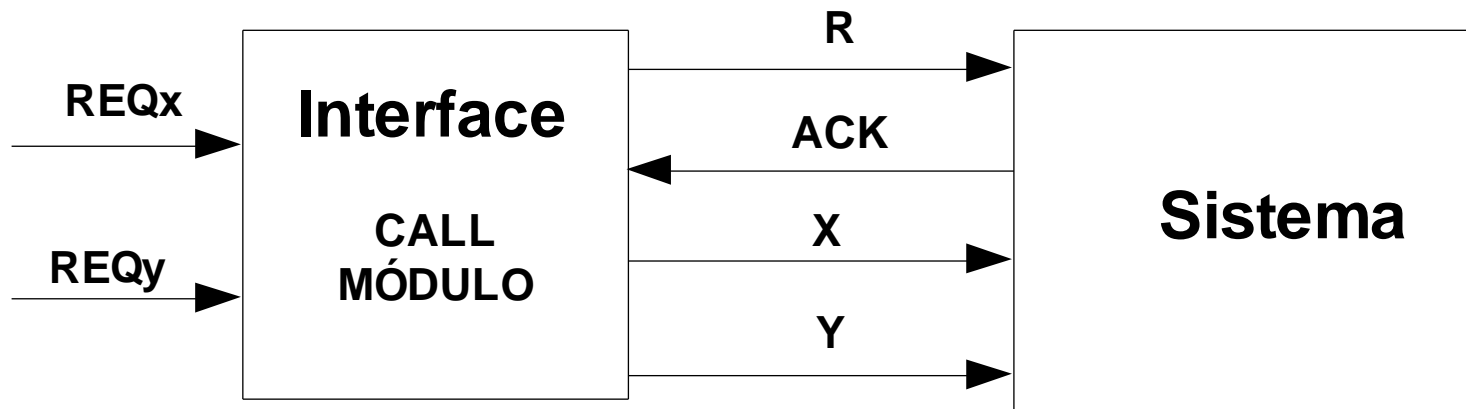 R
REQx
Interface
ACK
Sistema
CALL
MÓDULO
X
REQy
Y